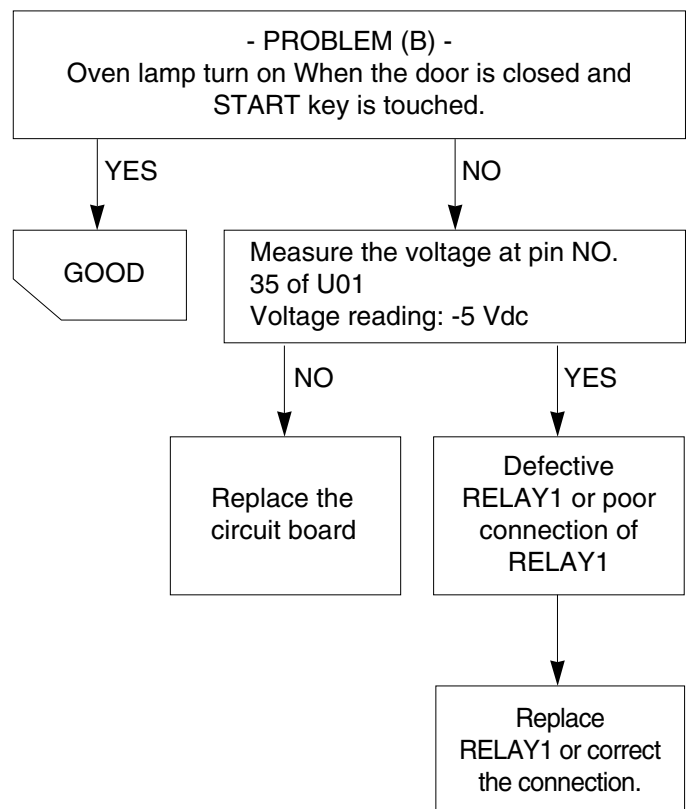 - PROBLEM (B) -
Oven lamp turn on When the door is closed and
START key is touched.
YES
NO
GOOD
Measure the voltage at pin NO.
35 of U01
Voltage reading: -5 Vdc
NO
YES
Replace the
circuit board
Defective
RELAY1 or poor
connection of
RELAY1
Replace
RELAY1 or correct
the connection.